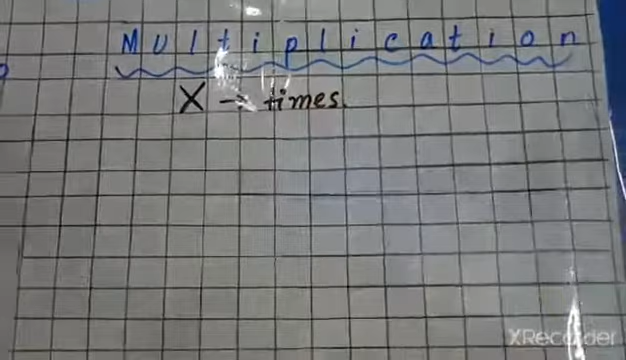 Multiplication
X → times.
XRecorder